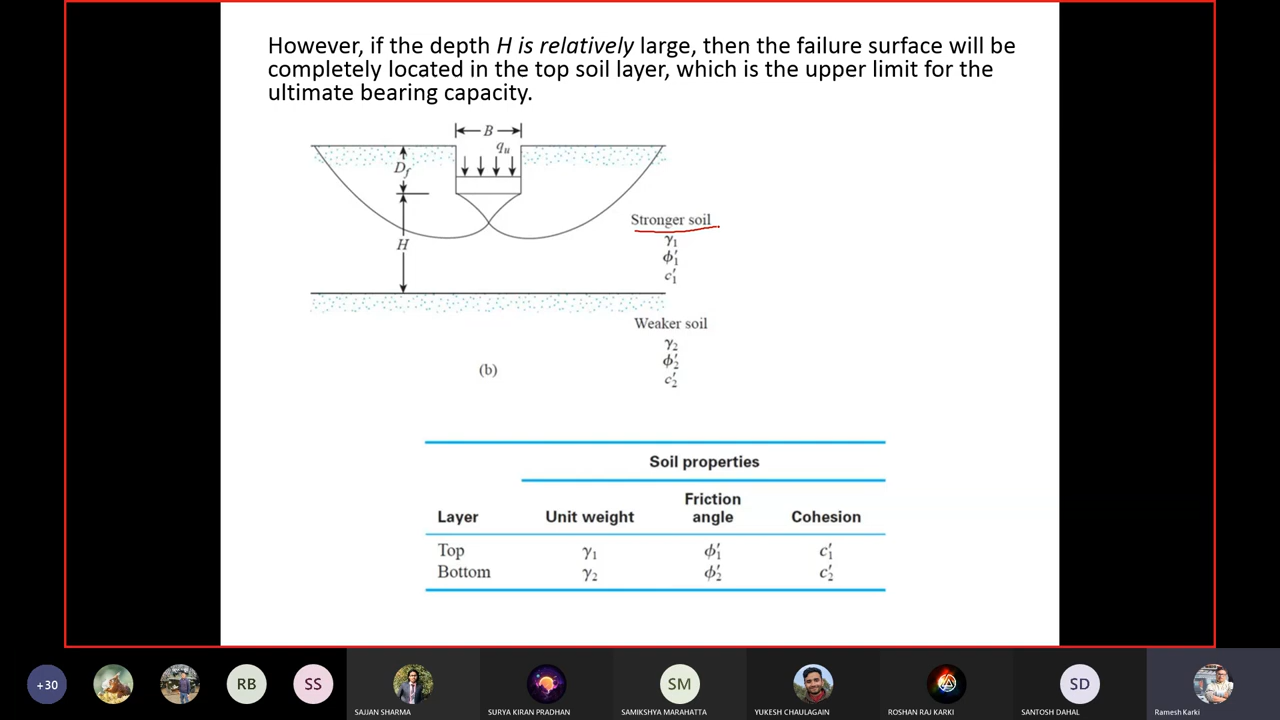 However, if the depth H is relatively large, then the failure surface will be
completely located in the top soil layer, which is the upper limit for the
ultimate bearing capacity.
B
qu
Df
H
Stronger soil
γ1
ϕ′1
c′1
Weaker soil
γ2
ϕ′2
c′2
(b)
Soil properties
Layer Unit weight Friction angle Cohesion
Top γ1 ϕ′1 c′1
Bottom γ2 ϕ′2 c′2
+30 RB SS SM SD
SAJJAN SHARMA SURYA KIRAN PRADHAN SAMIKSHYA MARAHATTA YUKESH CHAULAGAIN ROSHAN RAJ KARKI SANTOSH DAHAL Ramesh Karki